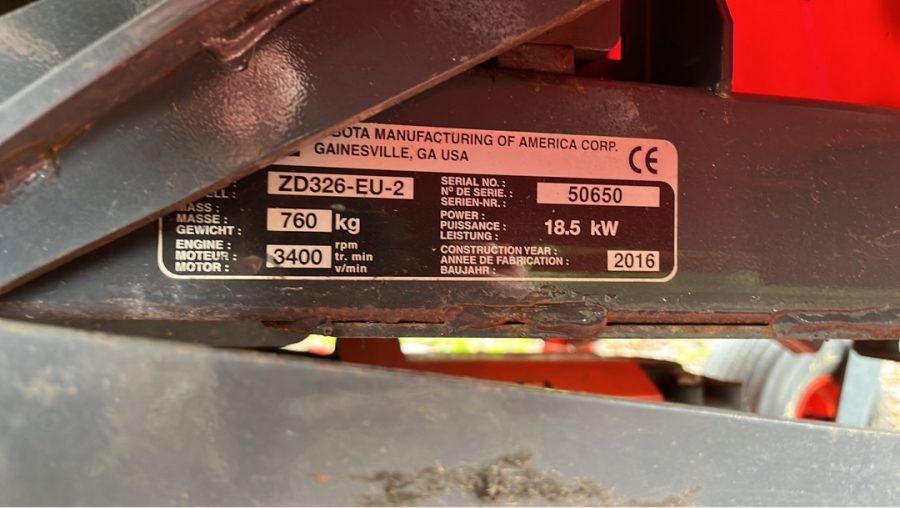 BOTA MANUFACTURING OF AMERICA CORP.
GAINESVILLE, GA USA
CE
ZD326-EU-2
MASS :
MASSE :
GEWICHT :
760 kg
ENGINE :
MOTEUR :
MOTOR :
3400
rpm
tr. min
v/min
SERIAL NO. :
Nº DE SERIE. :
SERIEN-NR. :
50650
POWER :
PUISSANCE :
LEISTUNG :
18.5 kW
CONSTRUCTION YEAR :
ANNEE DE FABRICATION :
BAUJAHR :
2016